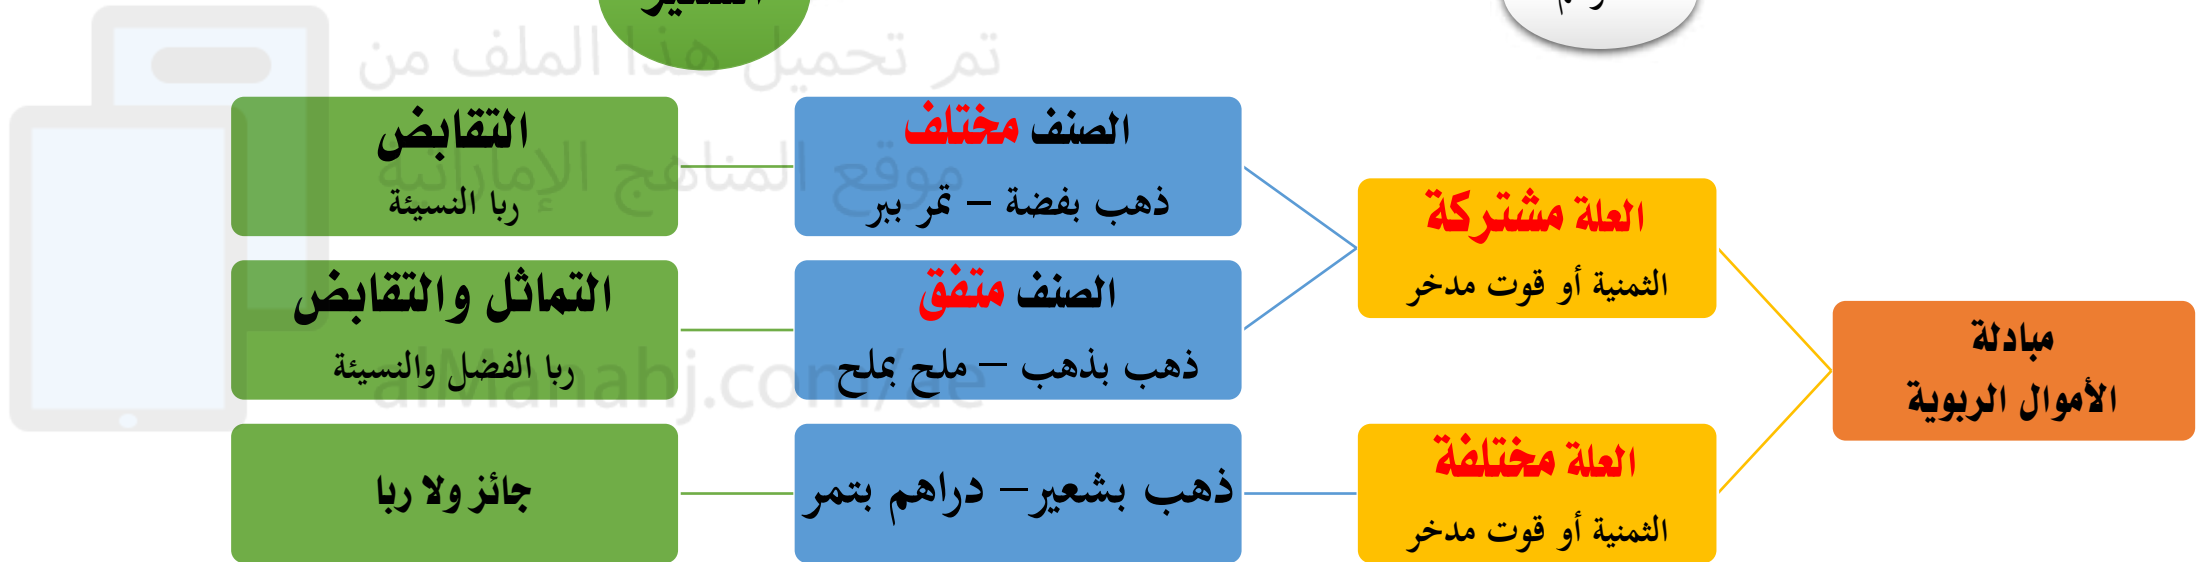 تم تحميل هذا الملف من
موقع المناهج الإماراتية
alManahj.com/ae
مبادلة
الأموال الربوية
العلة مشتركة
الثمنية أو قوت مدخر
الصنف مختلف
ذهب بفضة – تمر ببر
التقابض
ربا النسيئة
الصنف متفق
ذهب بذهب – ملح بملح
التماثل والتقابض
ربا الفضل والنسيئة
العلة مختلفة
الثمنية أو قوت مدخر
ذهب بشعير – دراهم بتمر
جائز ولا ربا